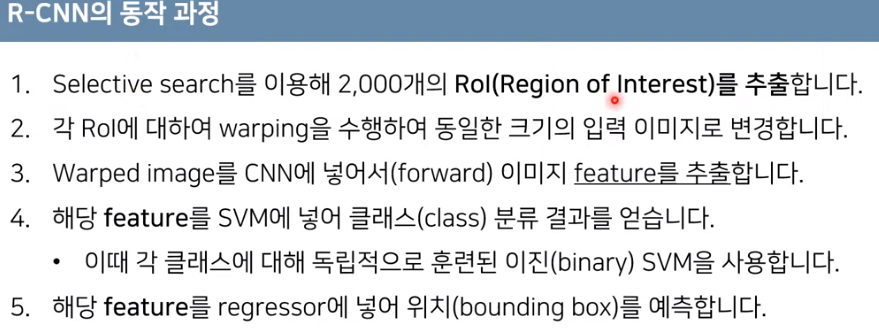 R-CNN의 동작 과정
1. Selective search를 이용해 2,000개의 RoI(Region of Interest)를 추출합니다.
2. 각 RoI에 대하여 warping을 수행하여 동일한 크기의 입력 이미지로 변경합니다.
3. Warped image를 CNN에 넣어서(forward) 이미지 feature를 추출합니다.
4. 해당 feature를 SVM에 넣어 클래스(class) 분류 결과를 얻습니다.
• 이때 각 클래스에 대해 독립적으로 훈련된 이진(binary) SVM을 사용합니다.
5. 해당 feature를 regressor에 넣어 위치(bounding box)를 예측합니다.